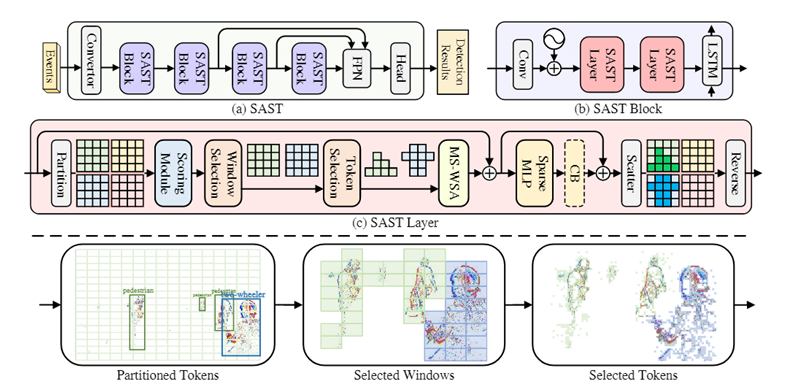 Events
Convertor
SAST
Block
SAST
Block
SAST
Block
SAST
Block
FPN
Head
Detection
Results
(a) SAST
Conv
SAST
Layer
SAST
Layer
LSTM
(b) SAST Block
Partition
Scoring
Module
Window
Selection
Token
Selection
MS-WSA
Sparse
MLP
CB
Scatter
Reverse
(c) SAST Layer
pedestrian
pedestrian
pedestrian
two-wheeler
Partitioned Tokens
Selected Windows
Selected Tokens